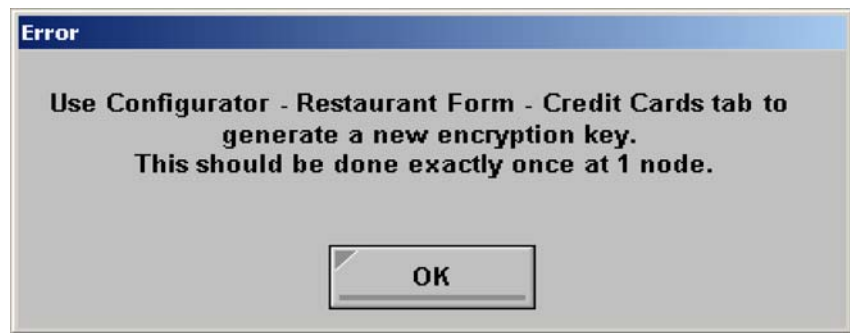 Error
Use Configurator - Restaurant Form - Credit Cards tab to
generate a new encryption key.
This should be done exactly once at 1 node.
OK